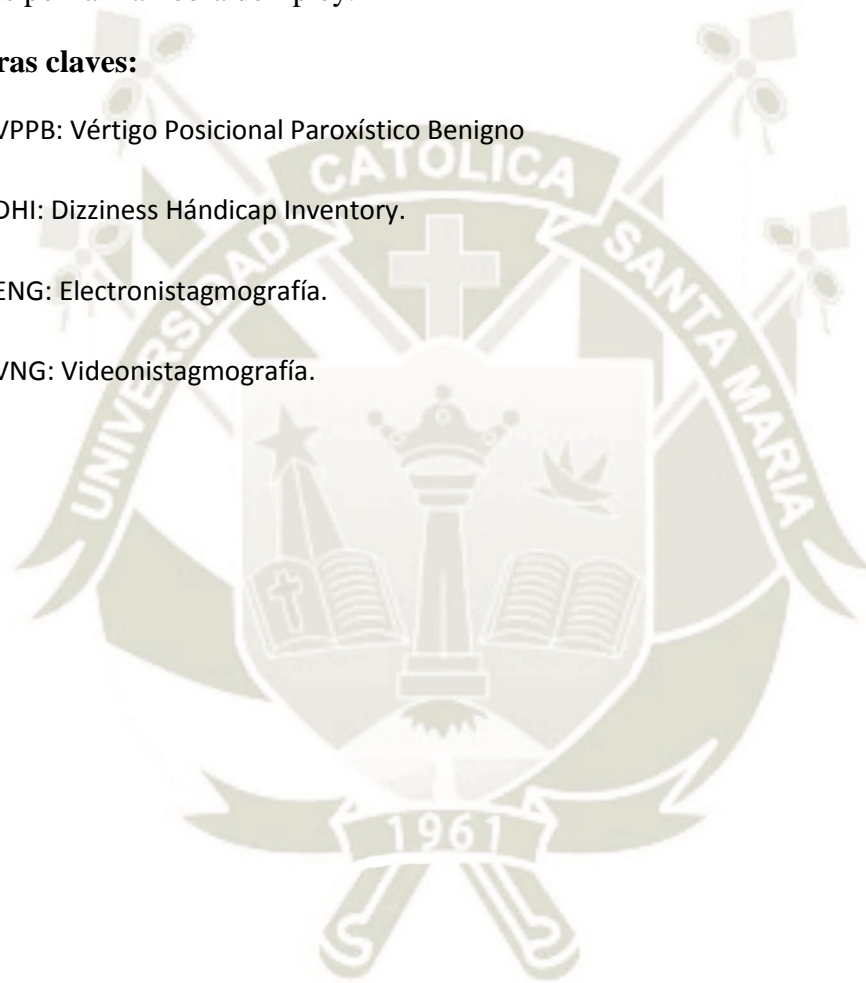 ras claves:
VPPB: Vértigo Posicional Paroxístico Benigno
DHI: Dizziness Hándicap Inventory.
ENG: Electronistagmografía.
VNG: Videonistagmografía.
UNIVERSIDAD CATOLICA SANTA MARIA
1961